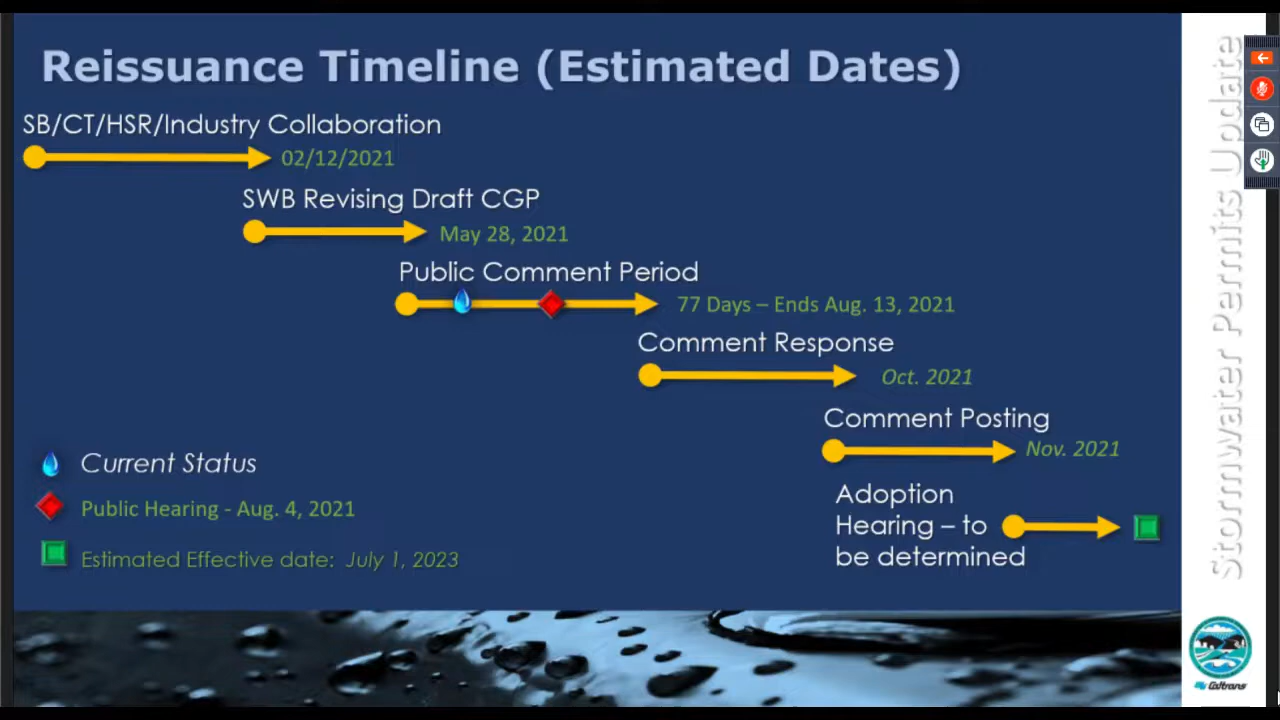 Reissuance Timeline (Estimated Dates)
SB/CT/HSR/Industry Collaboration
02/12/2021
SWB Revising Draft CGP
May 28, 2021
Public Comment Period
77 Days – Ends Aug. 13, 2021
Comment Response
Oct. 2021
Comment Posting
Nov. 2021
Adoption
Hearing – to
be determined
Current Status
Public Hearing - Aug. 4, 2021
Estimated Effective date: July 1, 2023
Stormwater Permits Update
Caltrans